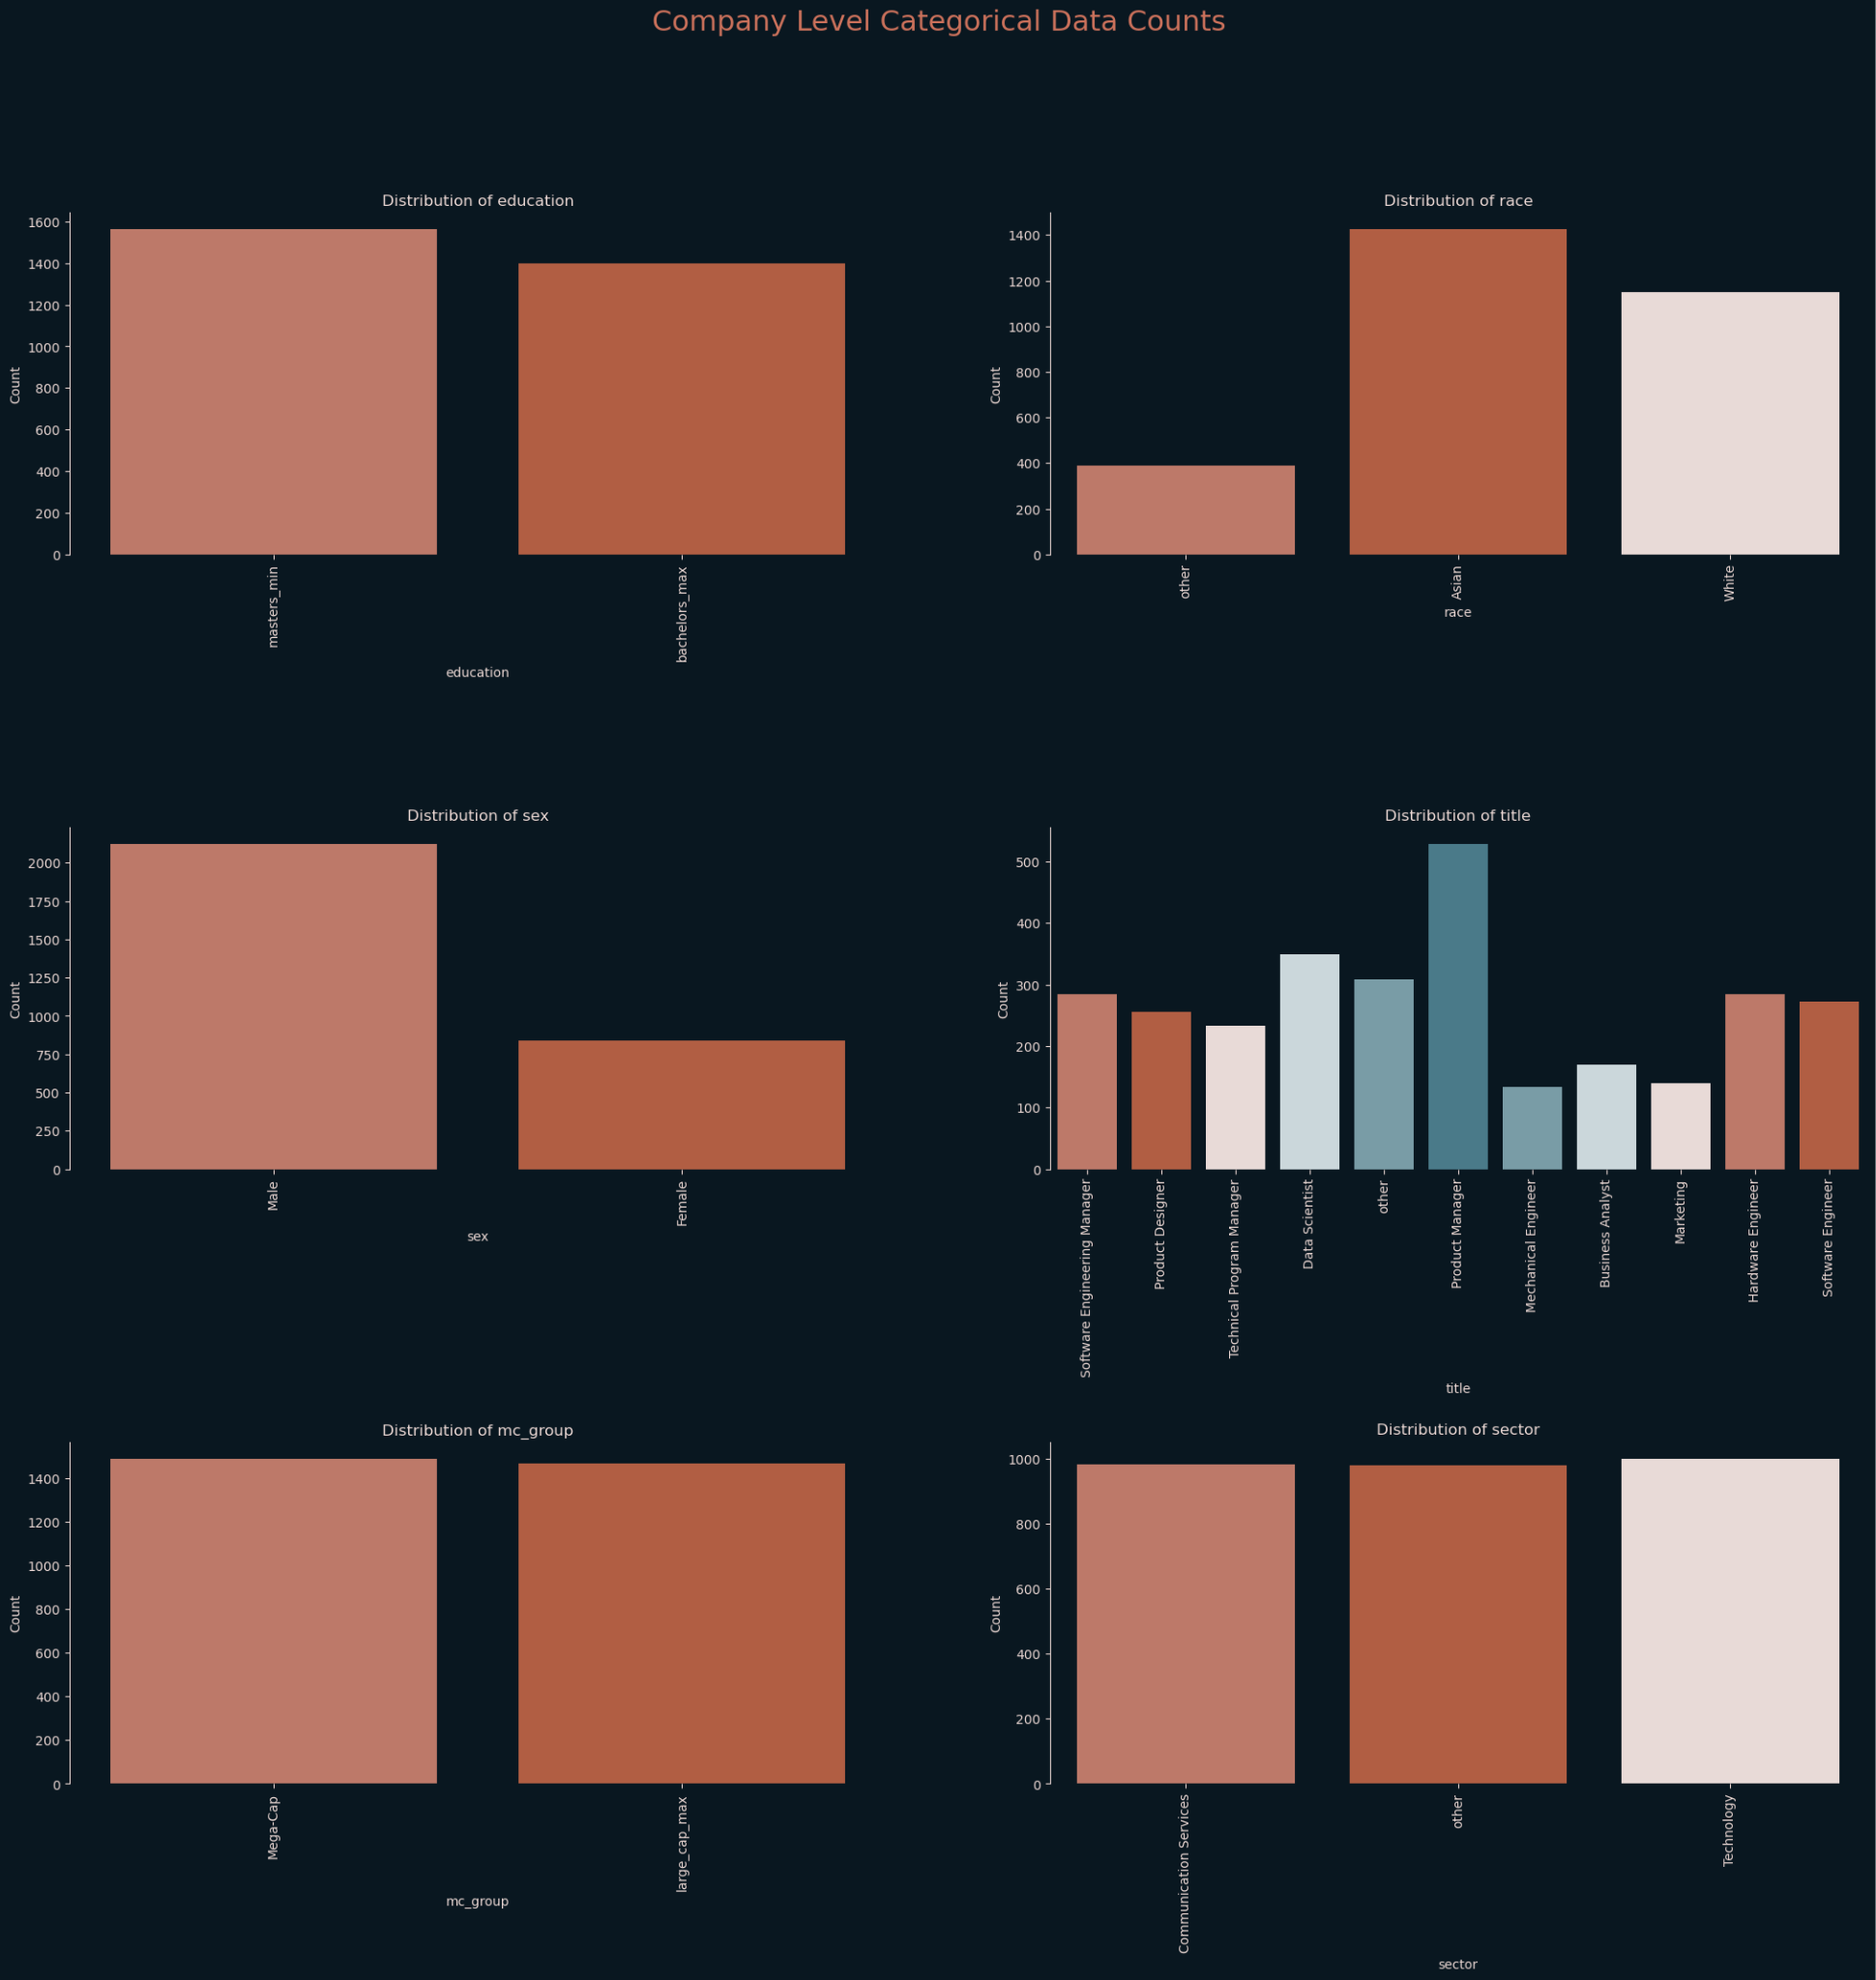 Company Level Categorical Data Counts
Distribution of education
1600
1400
1200
1000
800
600
400
200
0
Count
masters_min
bachelors_max
education
Distribution of race
1400
1200
1000
800
600
400
200
0
Count
other
Asian
White
race
Distribution of sex
2000
1750
1500
1250
1000
750
500
250
0
Count
Male
Female
sex
Distribution of title
500
400
300
200
100
0
Count
Software Engineering Manager
Product Designer
Technical Program Manager
Data Scientist
other
Product Manager
Mechanical Engineer
Business Analyst
Marketing
Hardware Engineer
Software Engineer
title
Distribution of mc_group
1400
1200
1000
800
600
400
200
0
Count
Mega-Cap
large_cap_max
mc_group
Distribution of sector
1000
800
600
400
200
0
Count
Communication Services
other
Technology
sector